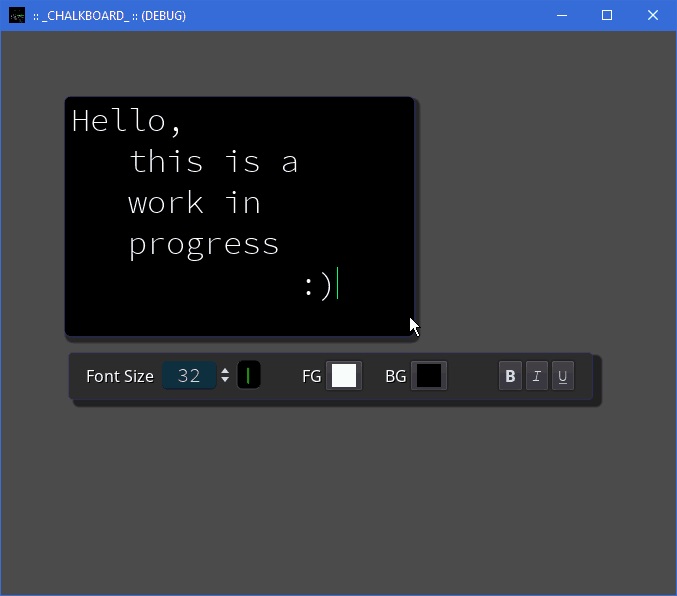 :: _CHALKBOARD_ :: (DEBUG)
Hello,
this is a
work in
progress
:)
Font Size 32 FG BG B I U